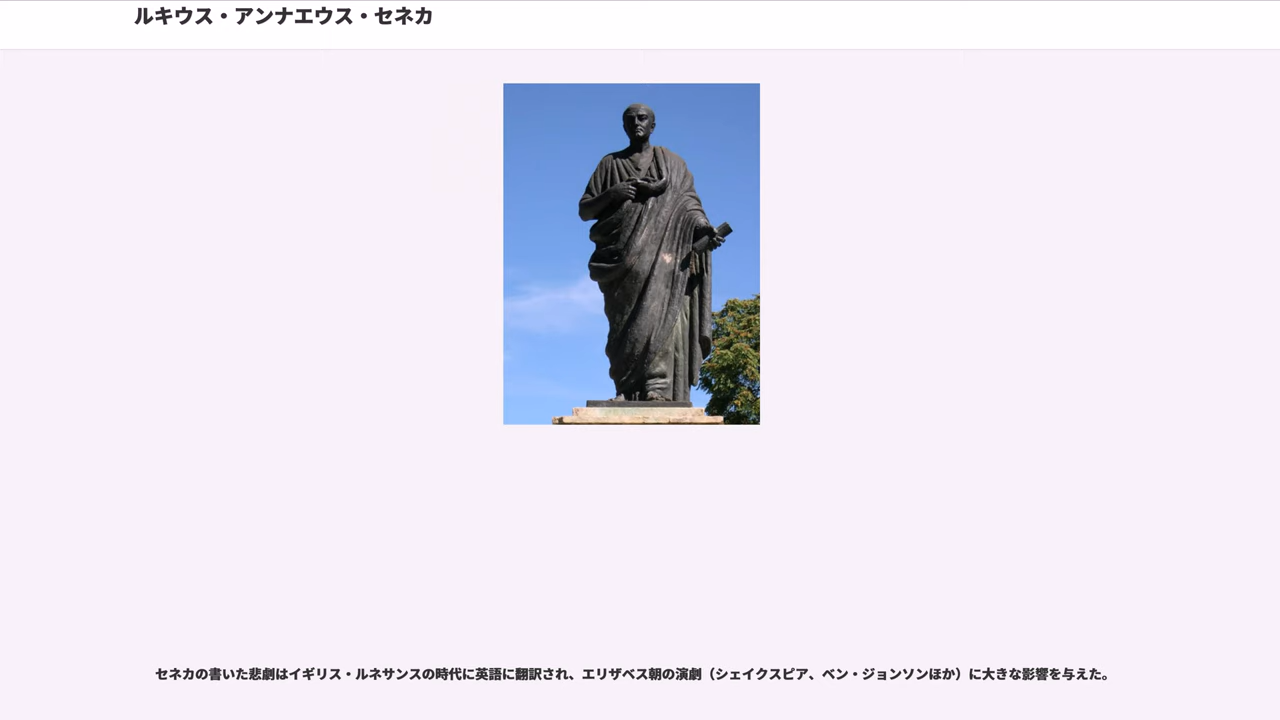 ルキウス・アンナエウス・セネカ
セネカの書いた悲劇はイギリス・ルネサンスの時代に英語に翻訳され、エリザベス朝の演劇（シェイクスピア、ベン・ジョンソンほか）に大きな影響を与えた。